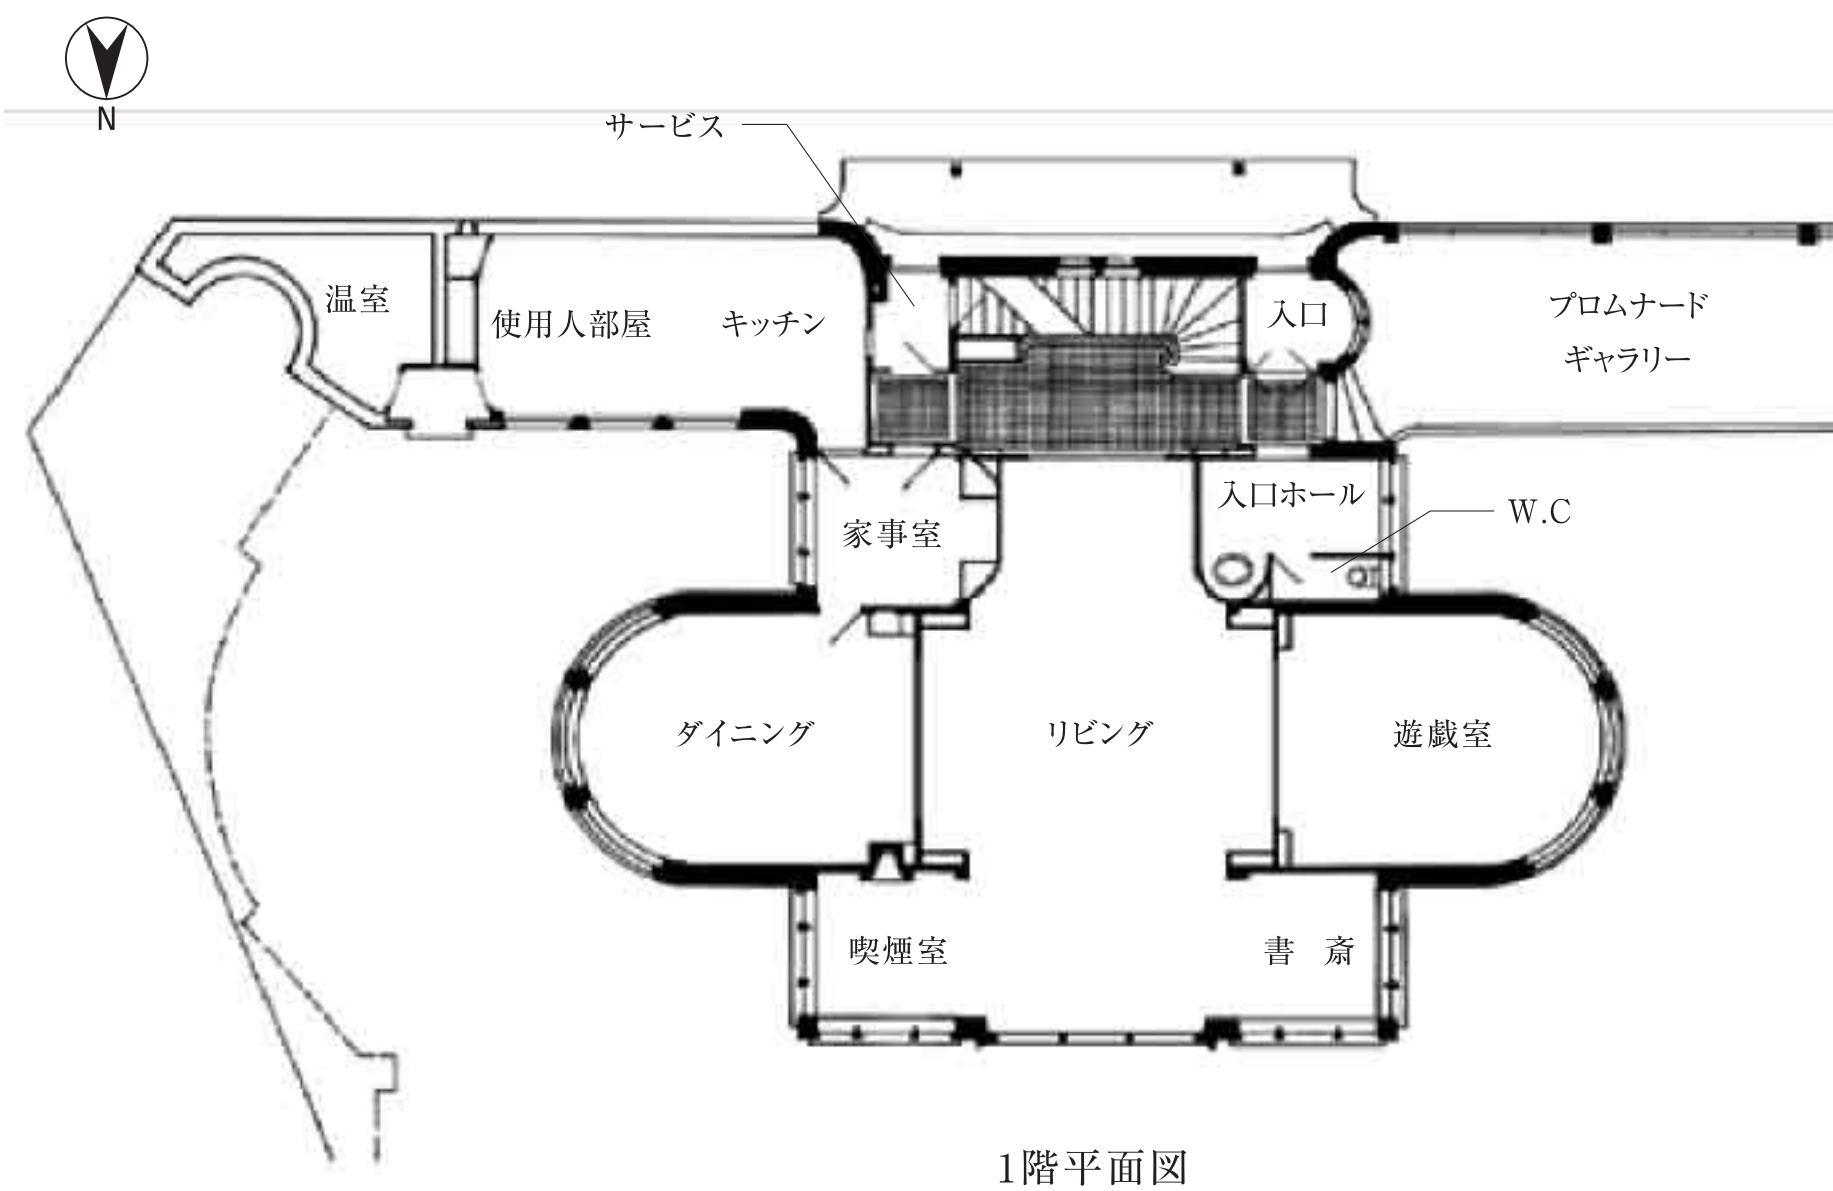 N
サービス
温室
使用人部屋
キッチン
入口
プロムナード
ギャラリー
入口ホール
W.C
家事室
ダイニング
リビング
遊戯室
喫煙室
書　斎
1階平面図